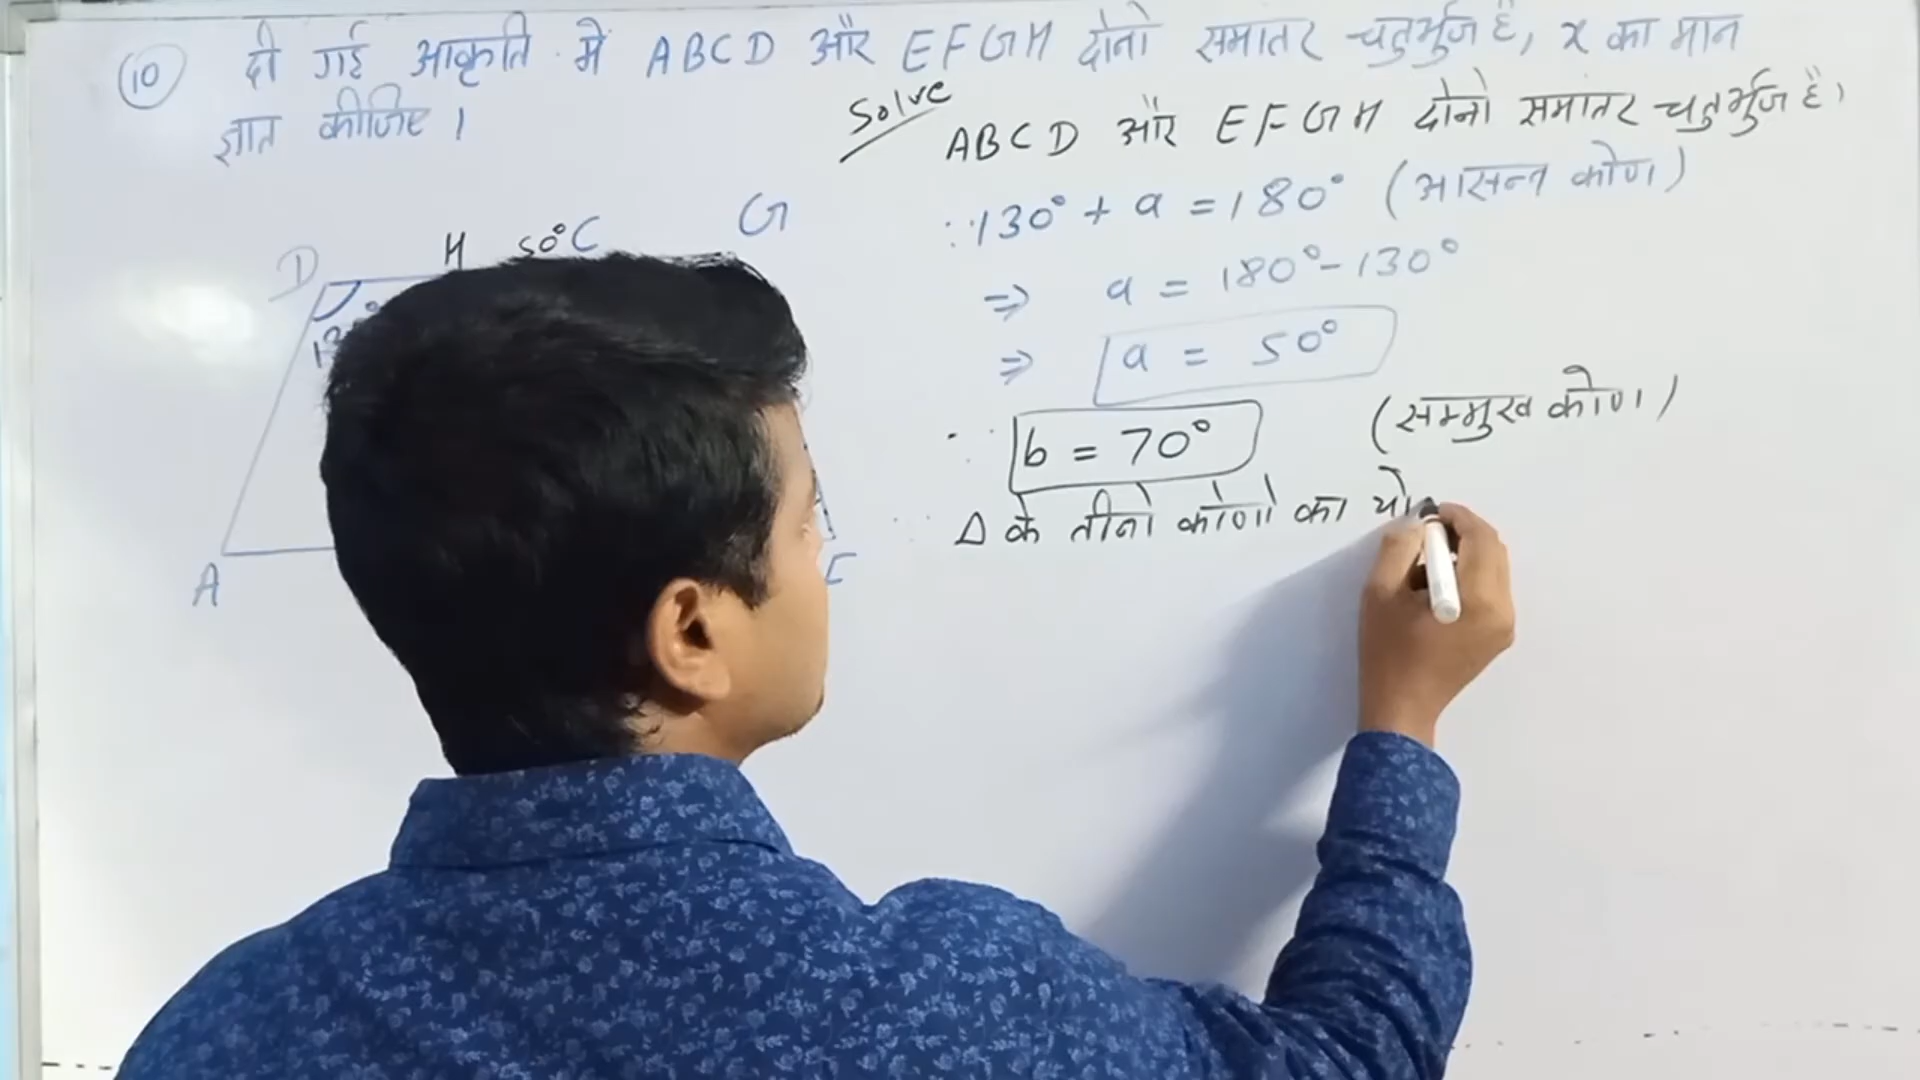 (10) दी गई आकृति में ABCD और EFGH दोनो समातर चतुर्भुज है, x का मान
ज्ञात कीजिए।
Solve
ABCD और EFGH दोनो समांतर चतुर्भुज है।
∵ 130° + a = 180° (आसन्न कोण)
⇒ a = 180° - 130°
⇒ a = 50°
∵ b = 70° (सम्मुख कोण)
Δ के तीनो कोणो का यो
D H 50° C G
A